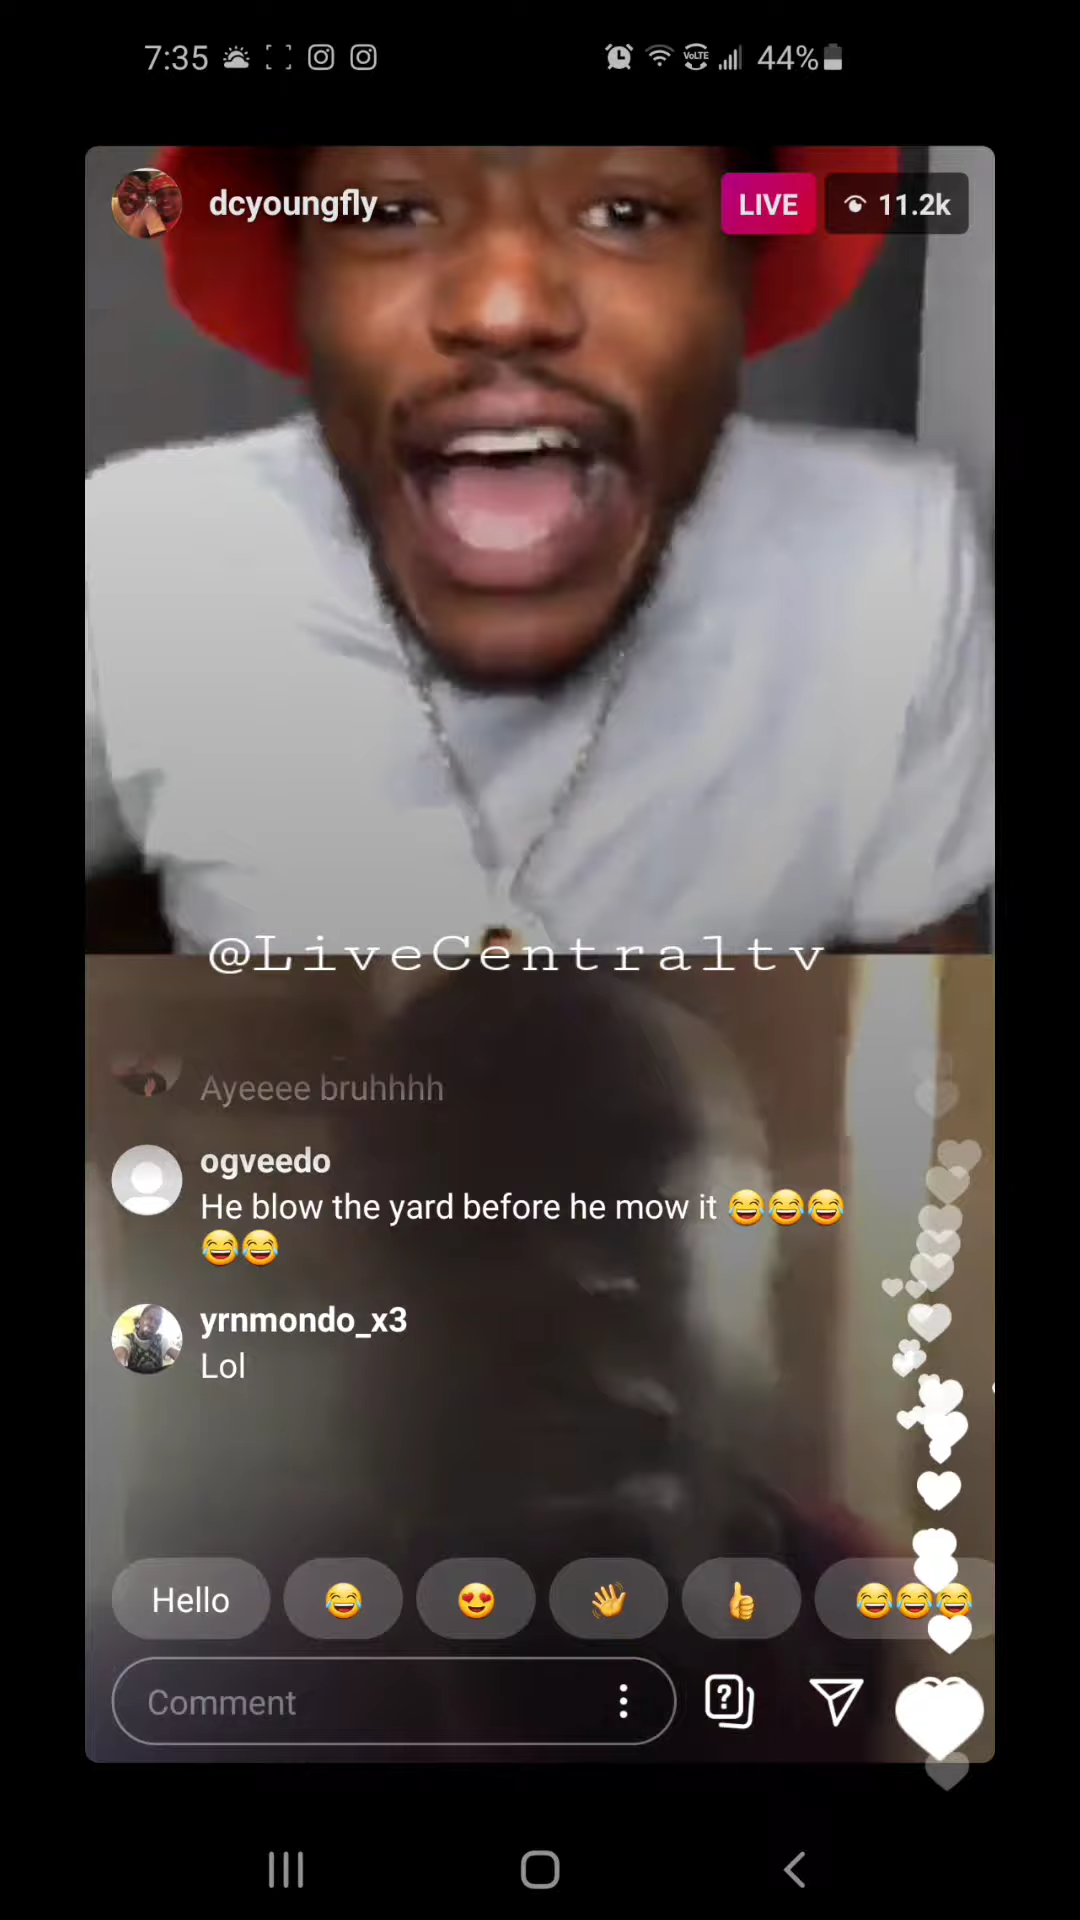 7:35
VoLTE 44%
dcyoungfly
LIVE 11.2k
@LiveCentraltv
Ayeeee bruhhhh
ogveedo
He blow the yard before he mow it 😂😂😂
😂😂
yrnmondo_x3
Lol
Hello 😂 😍 👋 👍 😂😂😂
Comment